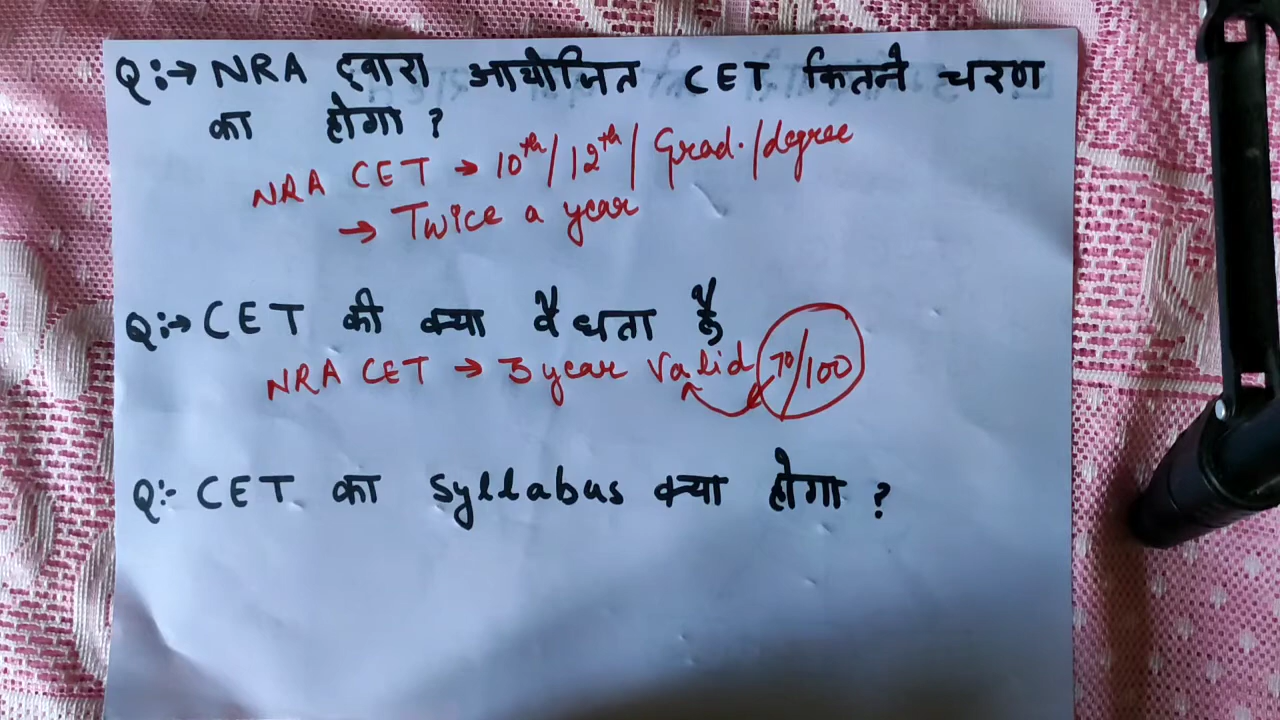 Q:→ NRA द्वारा आयोजित CET कितने चरण
का होगा ?
NRA CET → 10th/12th/Grad./degree
→ Twice a year
Q:→ CET की क्या वैधता है
NRA CET → 3 year Valid 70/100
Q:- CET का Syllabus क्या होगा ?